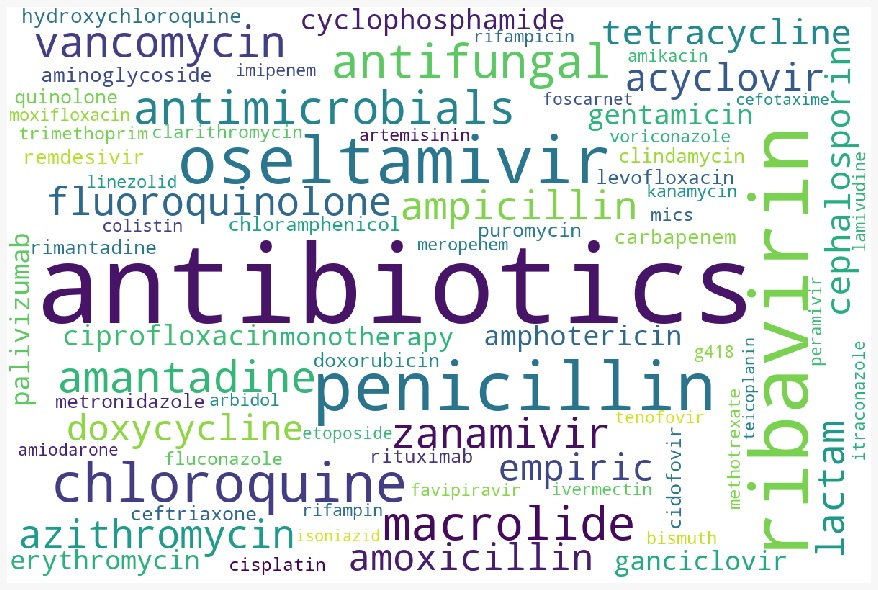 hydroxychloroquine
cyclophosphamide
tetracycline
vancomycin
rifampicin
antifungal
amikacin
aminoglycoside
imipenem
acyclovir
quinolone
antimicrobials
foscarnet
cefotaxime
moxifloxacin
gentamicin
trimethoprim
clarithromycin
artemisinin
voriconazole
cephalosporine
remdesivir
oseltamivir
clindamycin
linezolid
levofloxacin
kanamycin
lamivudine
fluoroquinolone
ampicillin
mics
colistin
chloramphenicol
puromycin
carbapenem
rimantadine
meropenem
antibiotics
ribavirin
palivizumab
peramivir
ciprofloxacin
monotherapy
amphotericin
g418
doxorubicin
amantadine
penicillin
teicoplanin
itraconazole
metronidazole
arbidol
methotrexate
tenofovir
doxycycline
etoposide
zanamivir
cidofovir
lactam
amiodarone
fluconazole
rituximab
empiric
chloroquine
favipiravir
ivermectin
ceftriaxone
rifampin
macrolide
azithromycin
isoniazid
bismuth
erythromycin
cisplatin
amoxicillin
ganciclovir